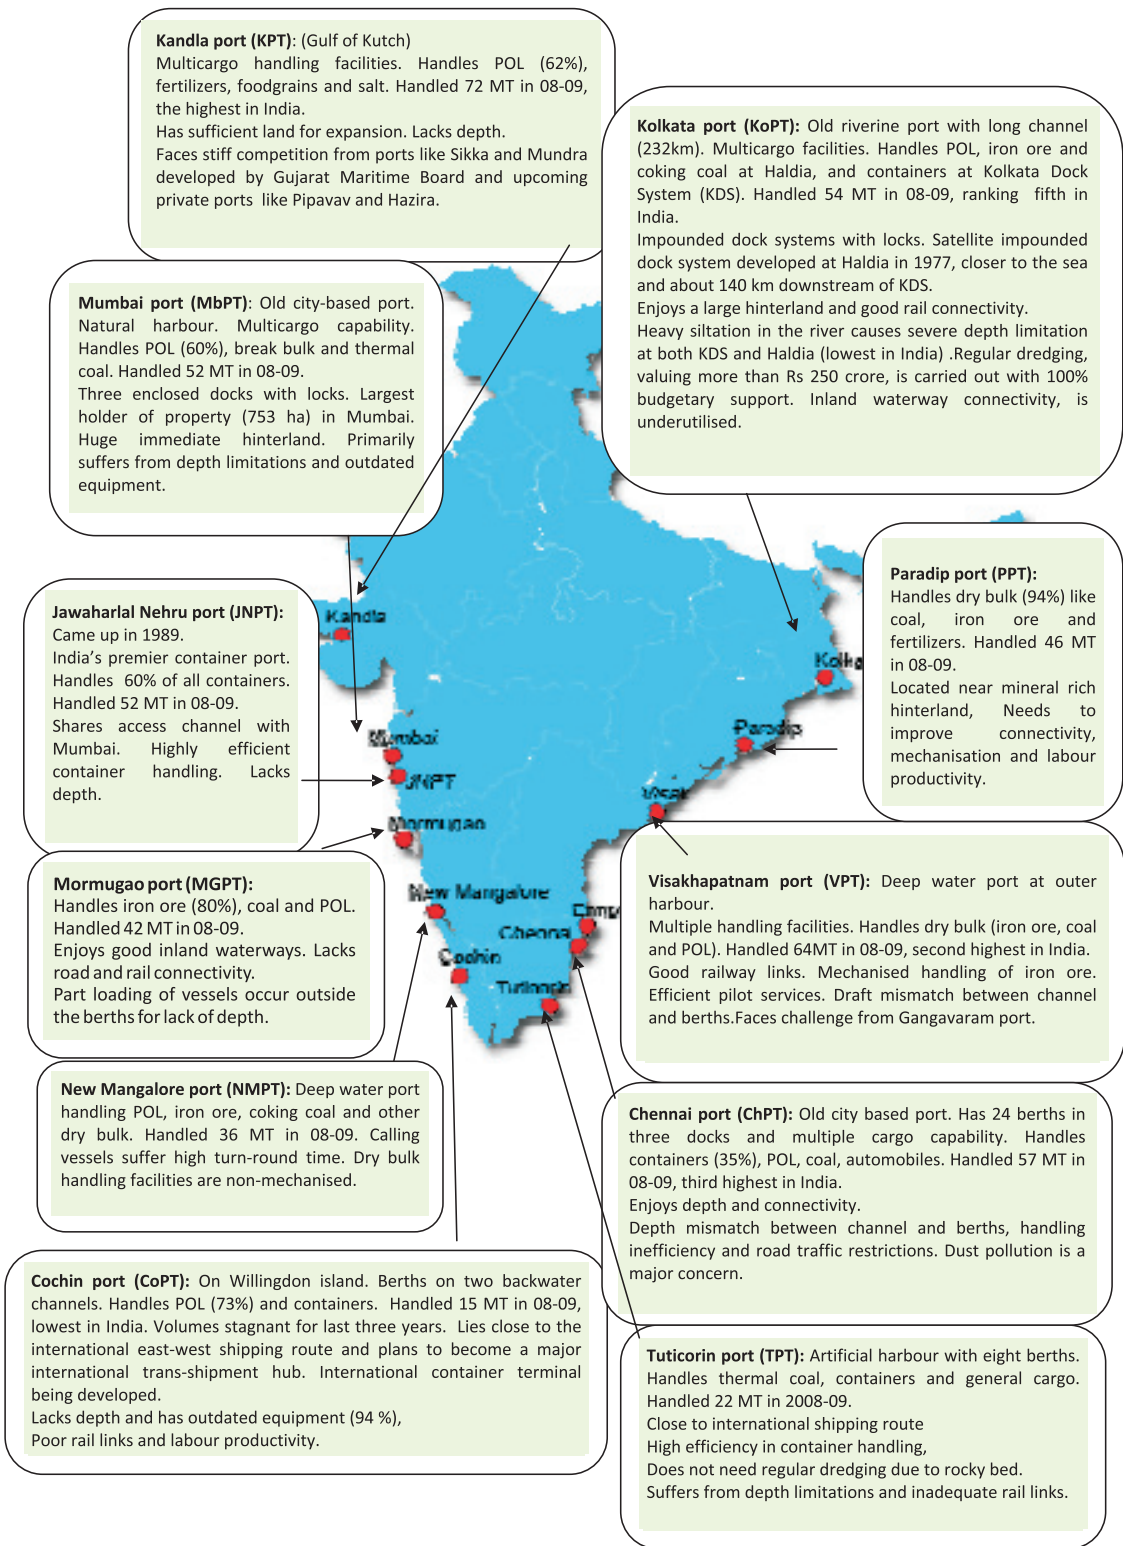 Kandla port (KPT): (Gulf of Kutch)
Multicargo handling facilities. Handles POL (62%),
fertilizers, foodgrains and salt. Handled 72 MT in 08-09,
the highest in India.
Has sufficient land for expansion. Lacks depth.
Faces stiff competition from ports like Sikka and Mundra
developed by Gujarat Maritime Board and upcoming
private ports like Pipavav and Hazira.
Kolkata port (KoPT): Old riverine port with long channel
(232km). Multicargo facilities. Handles POL, iron ore and
coking coal at Haldia, and containers at Kolkata Dock
System (KDS). Handled 54 MT in 08-09, ranking fifth in
India.
Impounded dock systems with locks. Satellite impounded
dock system developed at Haldia in 1977, closer to the sea
and about 140 km downstream of KDS.
Enjoys a large hinterland and good rail connectivity.
Heavy siltation in the river causes severe depth limitation
at both KDS and Haldia (lowest in India) .Regular dredging,
valuing more than Rs 250 crore, is carried out with 100%
budgetary support. Inland waterway connectivity, is
underutilised.
Mumbai port (MbPT): Old city-based port.
Natural harbour. Multicargo capability.
Handles POL (60%), break bulk and thermal
coal. Handled 52 MT in 08-09.
Three enclosed docks with locks. Largest
holder of property (753 ha) in Mumbai.
Huge immediate hinterland. Primarily
suffers from depth limitations and outdated
equipment.
Paradip port (PPT):
Handles dry bulk (94%) like
coal, iron ore and
fertilizers. Handled 46 MT
in 08-09.
Located near mineral rich
hinterland, Needs to
improve connectivity,
mechanisation and labour
productivity.
Jawaharlal Nehru port (JNPT):
Came up in 1989.
India's premier container port.
Handles 60% of all containers.
Handled 52 MT in 08-09.
Shares access channel with
Mumbai. Highly efficient
container handling. Lacks
depth.
Kandla
Kolka
Paradip
Mumbai
JNPT
Visak
Mormugao
New Mangalore
Chennai
Cochin
Tuticorin
Mormugao port (MGPT):
Handles iron ore (80%), coal and POL.
Handled 42 MT in 08-09.
Enjoys good inland waterways. Lacks
road and rail connectivity.
Part loading of vessels occur outside
the berths for lack of depth.
Visakhapatnam port (VPT): Deep water port at outer
harbour.
Multiple handling facilities. Handles dry bulk (iron ore, coal
and POL). Handled 64MT in 08-09, second highest in India.
Good railway links. Mechanised handling of iron ore.
Efficient pilot services. Draft mismatch between channel
and berths.Faces challenge from Gangavaram port.
New Mangalore port (NMPT): Deep water port
handling POL, iron ore, coking coal and other
dry bulk. Handled 36 MT in 08-09. Calling
vessels suffer high turn-round time. Dry bulk
handling facilities are non-mechanised.
Chennai port (ChPT): Old city based port. Has 24 berths in
three docks and multiple cargo capability. Handles
containers (35%), POL, coal, automobiles. Handled 57 MT in
08-09, third highest in India.
Enjoys depth and connectivity.
Depth mismatch between channel and berths, handling
inefficiency and road traffic restrictions. Dust pollution is a
major concern.
Cochin port (CoPT): On Willingdon island. Berths on two backwater
channels. Handles POL (73%) and containers. Handled 15 MT in 08-09,
lowest in India. Volumes stagnant for last three years. Lies close to the
international east-west shipping route and plans to become a major
international trans-shipment hub. International container terminal
being developed.
Lacks depth and has outdated equipment (94 %),
Poor rail links and labour productivity.
Tuticorin port (TPT): Artificial harbour with eight berths.
Handles thermal coal, containers and general cargo.
Handled 22 MT in 2008-09.
Close to international shipping route
High efficiency in container handling,
Does not need regular dredging due to rocky bed.
Suffers from depth limitations and inadequate rail links.